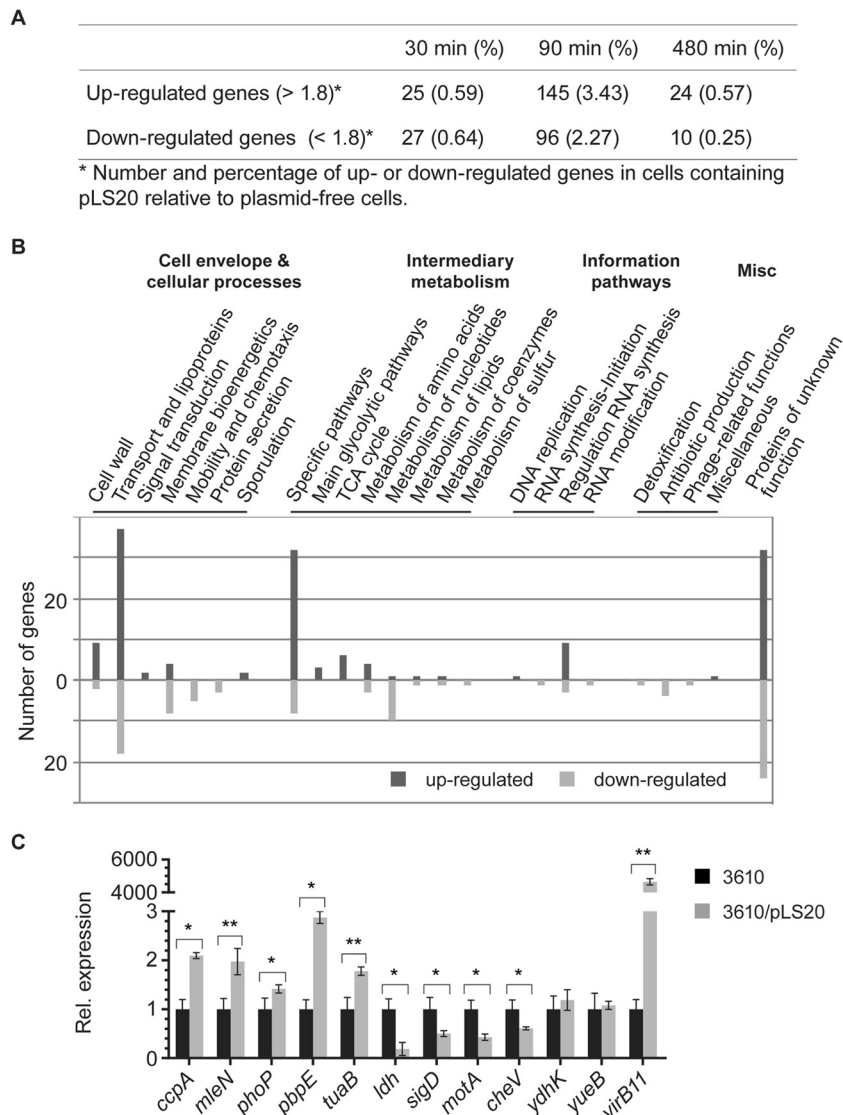 A
30 min (%) 90 min (%) 480 min (%)
Up-regulated genes (> 1.8)* 25 (0.59) 145 (3.43) 24 (0.57)
Down-regulated genes (< 1.8)* 27 (0.64) 96 (2.27) 10 (0.25)
* Number and percentage of up- or down-regulated genes in cells containing
pLS20 relative to plasmid-free cells.
B
Cell envelope &
cellular processes
Intermediary
metabolism
Information
pathways
Misc
Cell wall
Transport and lipoproteins
Signal transduction
Membrane bioenergetics
Mobility and chemotaxis
Protein secretion
Sporulation
Specific pathways
Main glycolytic pathways
TCA cycle
Metabolism of amino acids
Metabolism of nucleotides
Metabolism of lipids
Metabolism of coenzymes
Metabolism of sulfur
DNA replication
RNA synthesis-Initiation
Regulation RNA synthesis
RNA modification
Detoxification
Antibiotic production
Phage-related functions
Miscellaneous
Proteins of unknown
function
Number of genes
20
0
20
up-regulated down-regulated
C
Rel. expression
6000
4000
3
2
1
0
* ** * * ** * * * * **
3610
3610/pLS20
ccpA mleN phoP pbpE tuaB ldh sigD motA cheV ydhK yueB virB11